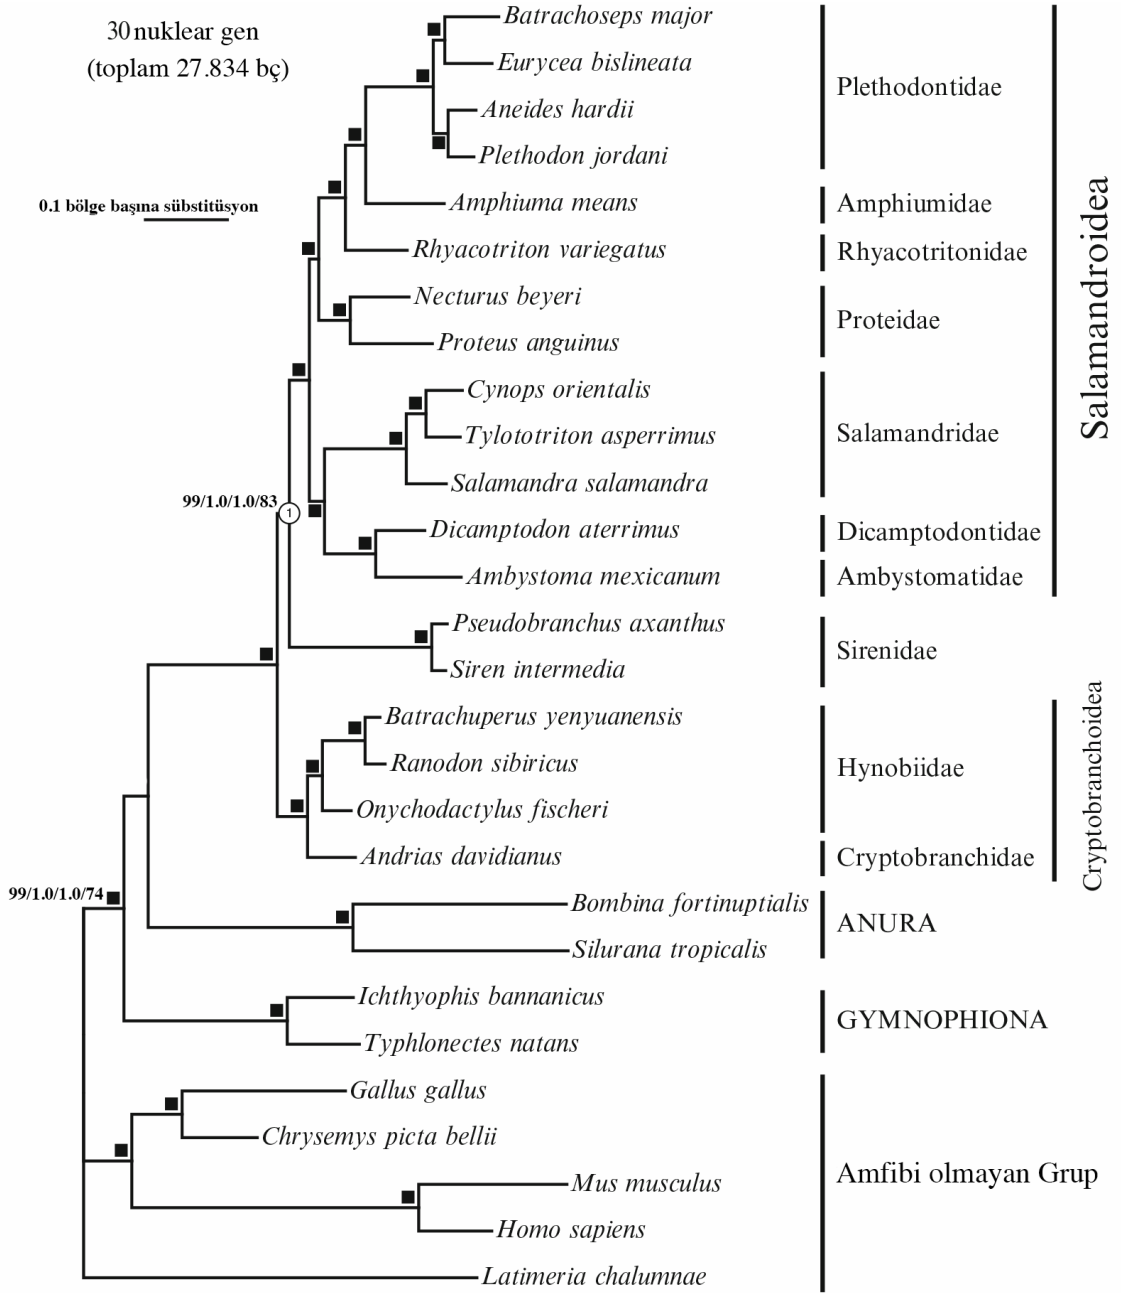 30 nuklear gen
(toplam 27.834 bç)
0.1 bölge başına sübstitüsyon
Batrachoseps major
Eurycea bislineata
Aneides hardii
Plethodon jordani
Plethodontidae
Amphiuma means
Amphiumidae
Rhyacotriton variegatus
Rhyacotritonidae
Necturus beyeri
Proteus anguinus
Proteidae
Cynops orientalis
Tylototriton asperrimus
Salamandra salamandra
Salamandridae
Dicamptodon aterrimus
Dicamptodontidae
Ambystoma mexicanum
Ambystomatidae
Salamandroidea
99/1.0/1.0/83
1
Pseudobranchus axanthus
Siren intermedia
Sirenidae
Batrachuperus yenyuanensis
Ranodon sibiricus
Onychodactylus fischeri
Hynobiidae
Andrias davidianus
Cryptobranchidae
Cryptobranchoidea
99/1.0/1.0/74
Bombina fortinuptialis
Silurana tropicalis
ANURA
Ichthyophis bannanicus
Typhlonectes natans
GYMNOPHIONA
Gallus gallus
Chrysemys picta bellii
Mus musculus
Homo sapiens
Latimeria chalumnae
Amfibi olmayan Grup